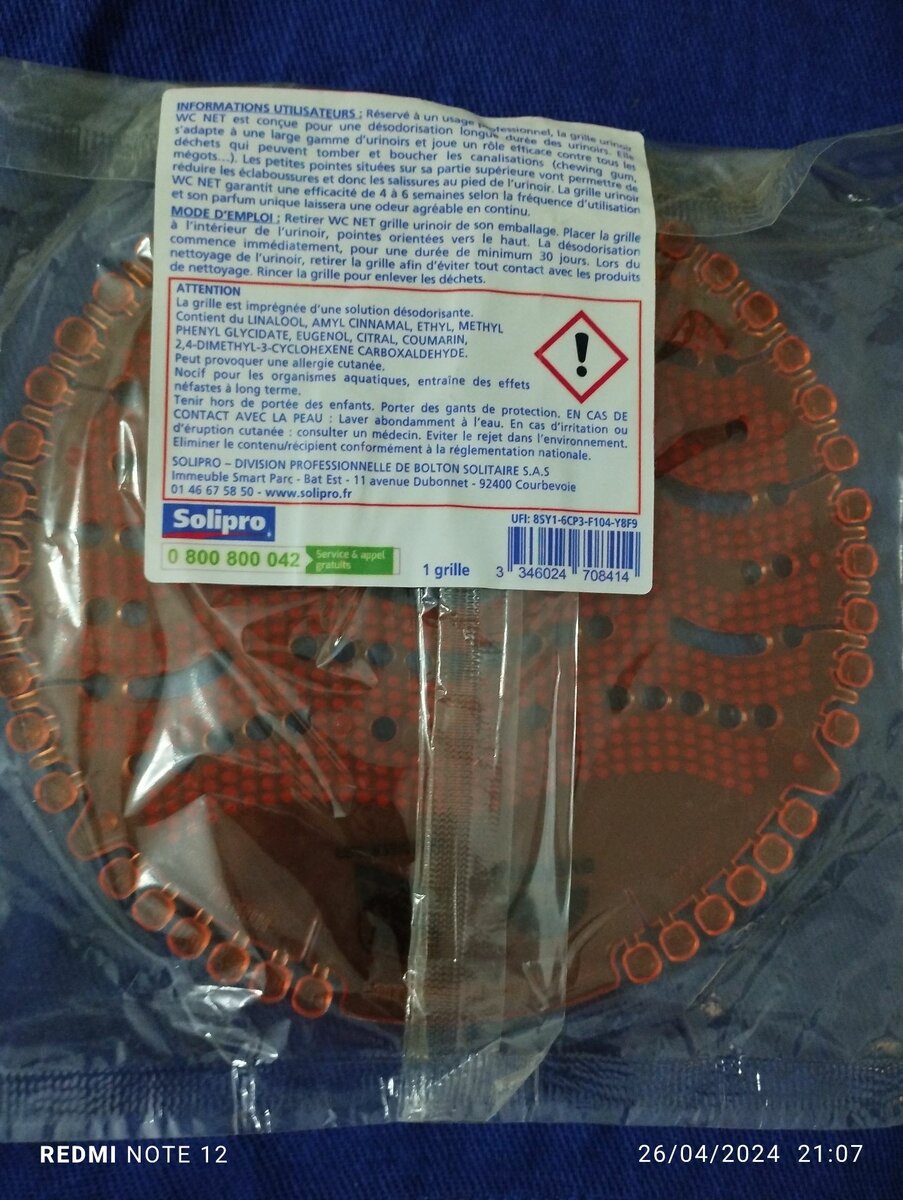 INFORMATIONS UTILISATEURS : Réservé à un usage professionnel, la grille urinoir
WC NET est conçue pour une désodorisation longue durée des urinoirs. Elle
s'adapte à une large gamme d'urinoirs et joue un rôle efficace contre tous les
déchets qui peuvent tomber et boucher les canalisations (chewing gum,
mégots...). Les petites pointes situées sur sa partie supérieure vont permettre de
réduire les éclaboussures et donc les salissures au pied de l'urinoir. La grille urinoir
WC NET garantit une efficacité de 4 à 6 semaines selon la fréquence d'utilisation
et son parfum unique laissera une odeur agréable en continu.
MODE D'EMPLOI : Retirer WC NET grille urinoir de son emballage. Placer la grille
à l'intérieur de l'urinoir, pointes orientées vers le haut. La désodorisation
commence immédiatement, pour une durée de minimum 30 jours. Lors du
nettoyage de l'urinoir, retirer la grille afin d'éviter tout contact avec les produits
de nettoyage. Rincer la grille pour enlever les déchets.
ATTENTION
La grille est imprégnée d'une solution désodorisante.
Contient du LINALOOL, AMYL CINNAMAL, ETHYL, METHYL
PHENYL GLYCIDATE, EUGENOL, CITRAL, COUMARIN,
2,4-DIMETHYL-3-CYCLOHEXENE CARBOXALDEHYDE.
Peut provoquer une allergie cutanée.
Nocif pour les organismes aquatiques, entraîne des effets
néfastes à long terme.
Tenir hors de portée des enfants. Porter des gants de protection. EN CAS DE
CONTACT AVEC LA PEAU : Laver abondamment à l'eau. En cas d'irritation ou
d'éruption cutanée : consulter un médecin. Eviter le rejet dans l'environnement.
Eliminer le contenu/récipient conformément à la réglementation nationale.
SOLIPRO – DIVISION PROFESSIONNELLE DE BOLTON SOLITAIRE S.A.S
Immeuble Smart Parc - Bat Est - 11 avenue Dubonnet - 92400 Courbevoie
01 46 67 58 50 - www.solipro.fr
Solipro
UFI: 8SY1-6CP3-F104-Y8F9
0 800 800 042 Service & appel
gratuits
1 grille
3 346024 708414
REDMI NOTE 12
26/04/2024 21:07